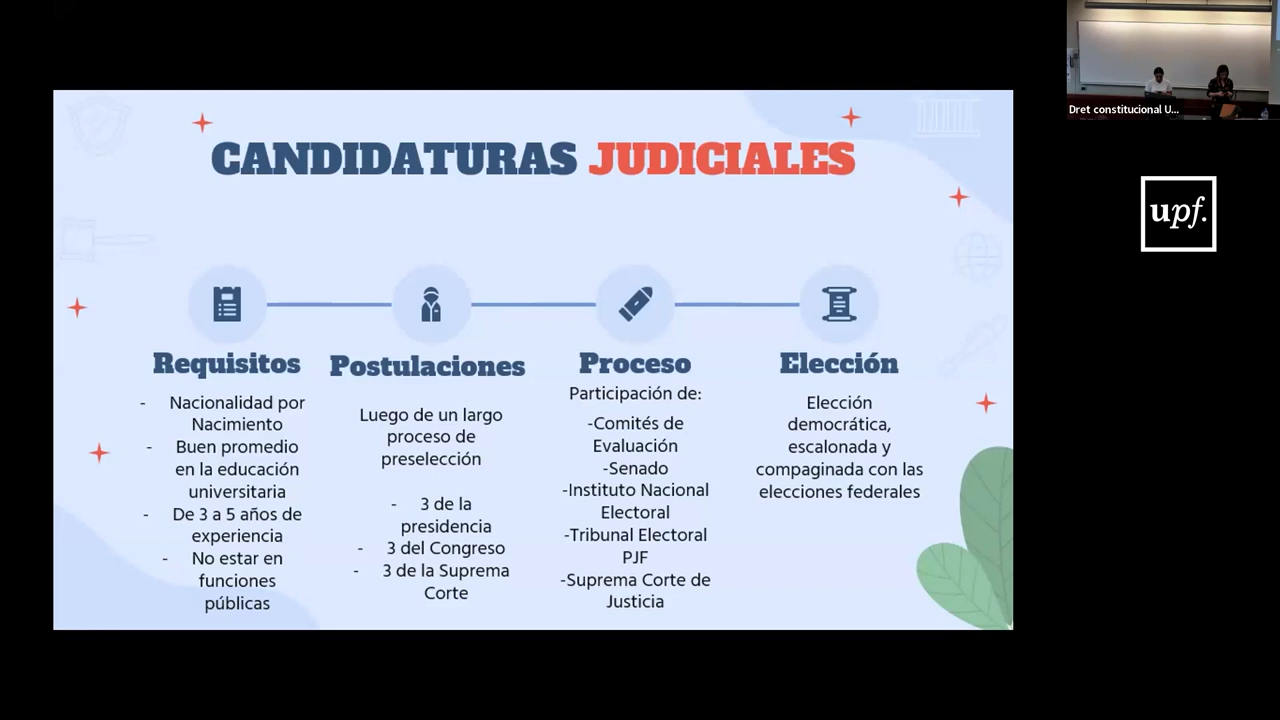 CANDIDATURAS JUDICIALES
Requisitos
- Nacionalidad por
Nacimiento
- Buen promedio
en la educación
universitaria
- De 3 a 5 años de
experiencia
- No estar en
funciones
públicas
Postulaciones
Luego de un largo
proceso de
preselección
- 3 de la
presidencia
- 3 del Congreso
- 3 de la Suprema
Corte
Proceso
Participación de:
-Comités de
Evaluación
-Senado
-Instituto Nacional
Electoral
-Tribunal Electoral
PJF
-Suprema Corte de
Justicia
Elección
Elección
democrática,
escalonada y
compaginada con las
elecciones federales
Dret constitucional U...
upf.